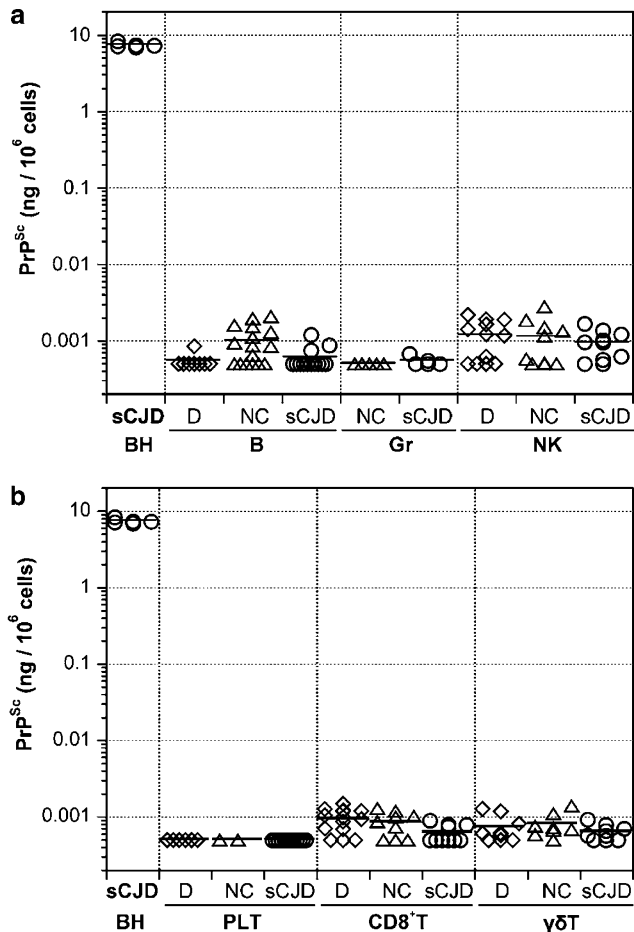 a
PrP^Sc (ng / 10^6 cells)
10
1
0.1
0.01
0.001
sCJD D NC sCJD NC sCJD D NC sCJD
BH B Gr NK
b
PrP^Sc (ng / 10^6 cells)
10
1
0.1
0.01
0.001
sCJD D NC sCJD D NC sCJD D NC sCJD
BH PLT CD8^+T γδT